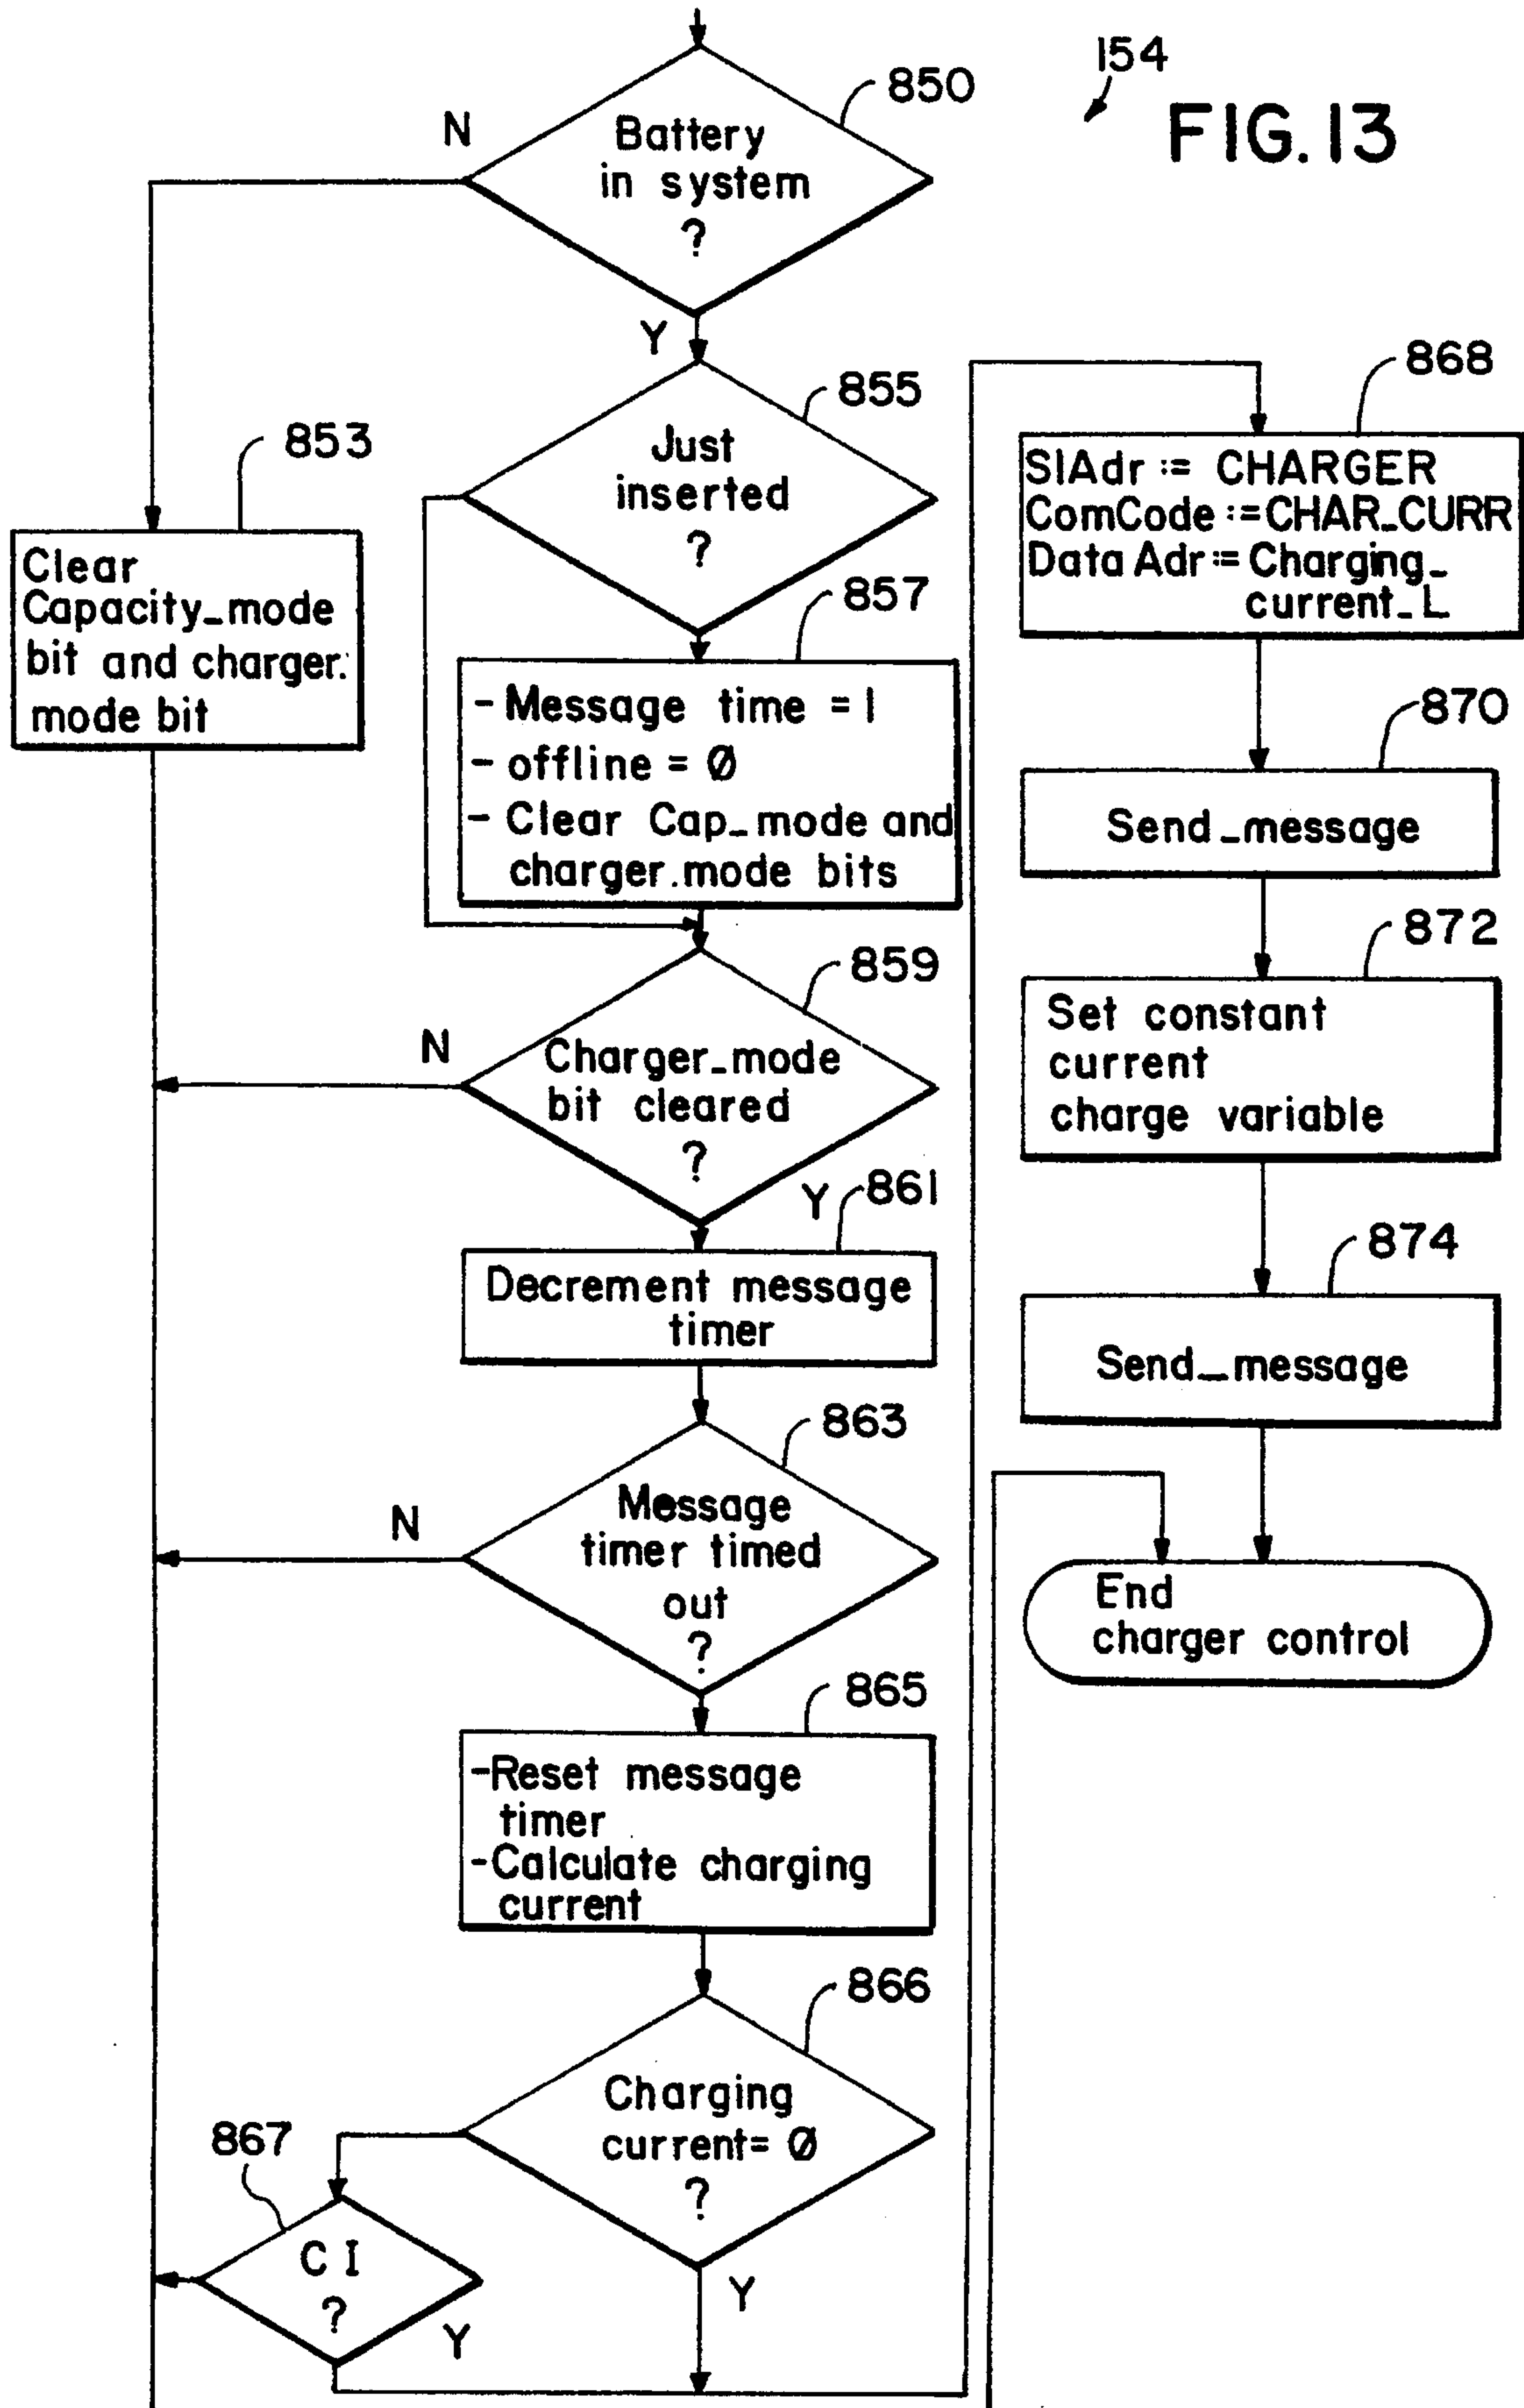 154
FIG. 13
850
N
Battery
in system
?
Y
855
Just
inserted
?
853
Clear
Capacity_mode
bit and charger.
mode bit
857
- Message time = 1
- offline = Ø
- Clear Cap_mode and
charger.mode bits
859
N
Charger_mode
bit cleared
?
Y
861
Decrement message
timer
863
N
Message
timer timed
out
?
865
-Reset message
timer
-Calculate charging
current
866
Charging
current= Ø
?
Y
867
C I
?
Y
868
SlAdr := CHARGER
ComCode :=CHAR_CURR
Data Adr := Charging_
current_L
870
Send_message
872
Set constant
current
charge variable
874
Send_message
End
charger control